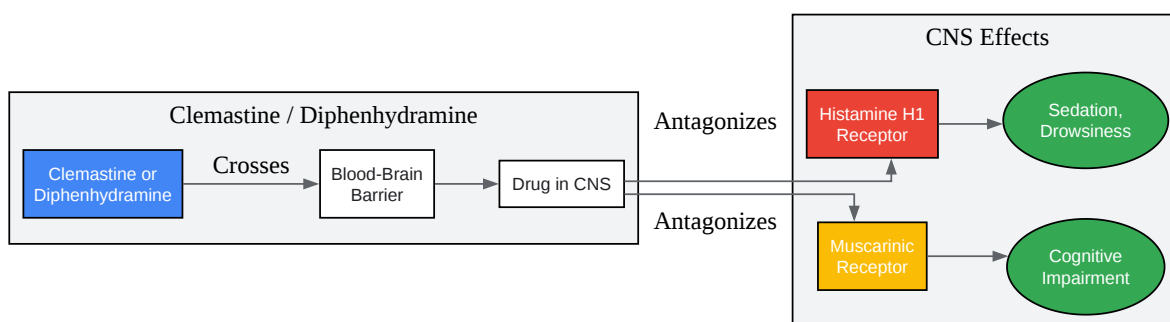 Clemastine / Diphenhydramine
Clemastine or
Diphenhydramine
Crosses
Blood-Brain
Barrier
Drug in CNS
Antagonizes
Antagonizes
CNS Effects
Histamine H1
Receptor
Sedation,
Drowsiness
Muscarinic
Receptor
Cognitive
Impairment